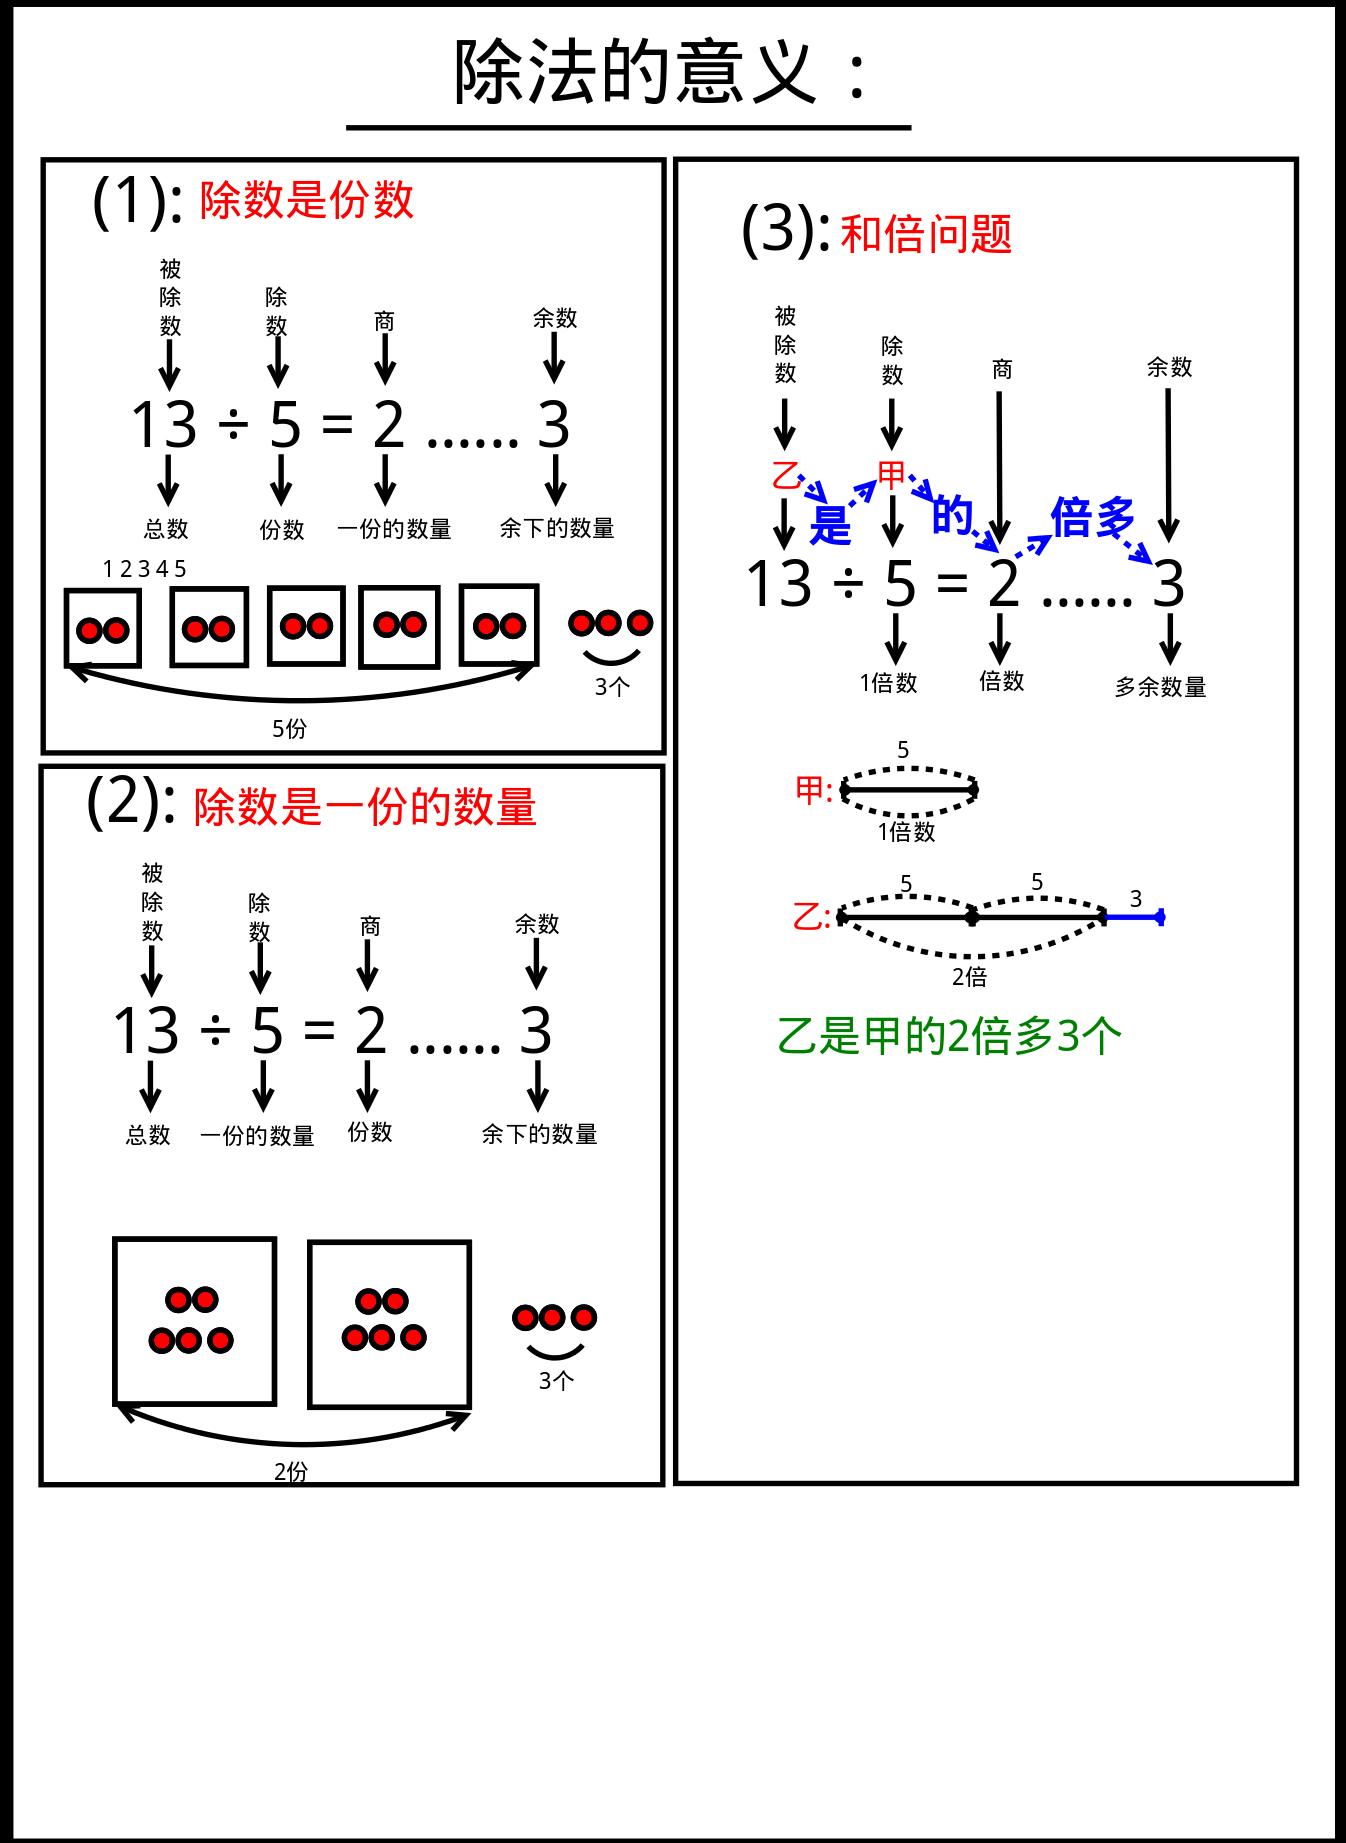 除法的意义：
(1): 除数是份数
被除数
除数
商
余数
13 ÷ 5 = 2 ...... 3
总数
份数
一份的数量
余下的数量
1 2 3 4 5
3个
5份
(2): 除数是一份的数量
被除数
除数
商
余数
13 ÷ 5 = 2 ...... 3
总数
一份的数量
份数
余下的数量
3个
2份
(3): 和倍问题
被除数
除数
商
余数
乙 是 甲 的 倍多
13 ÷ 5 = 2 ...... 3
1倍数
倍数
多余数量
5
甲:
1倍数
5 5 3
乙:
2倍
乙是甲的2倍多3个